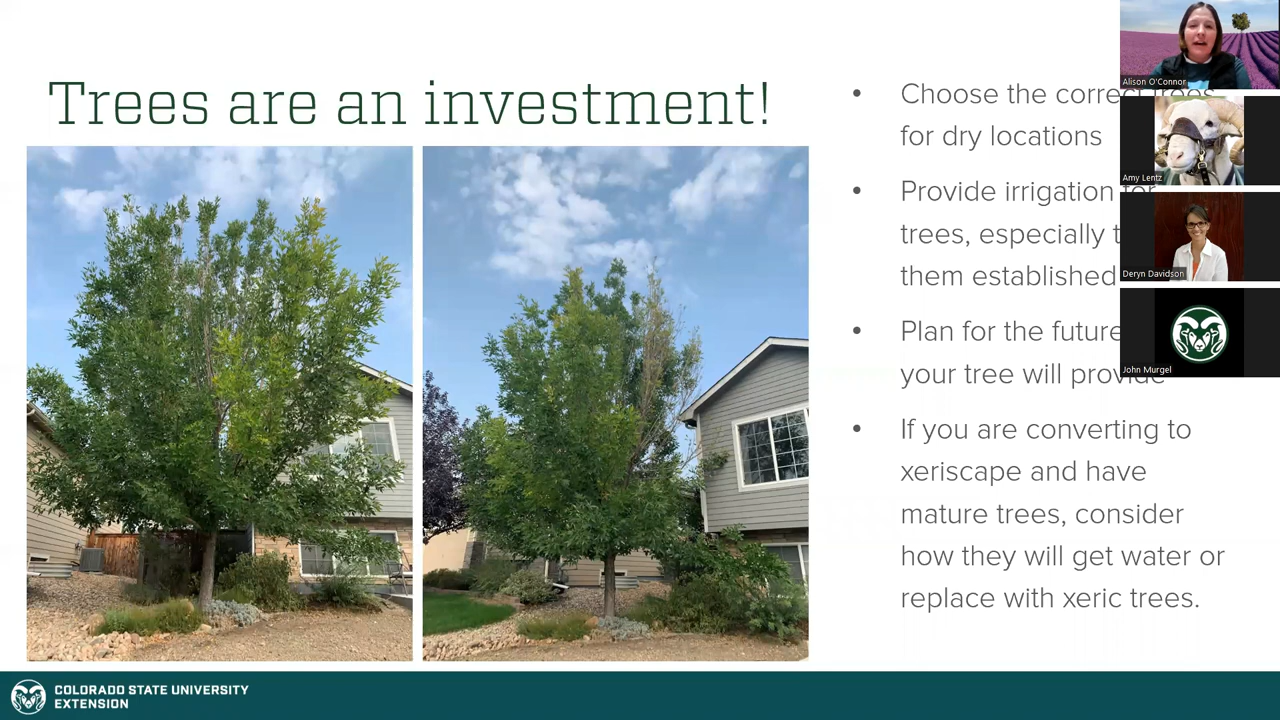 Trees are an investment!
• Choose the correct trees
for dry locations
• Provide irrigation for
trees, especially
them established
• Plan for the future
your tree will provide
• If you are converting to
xeriscape and have
mature trees, consider
how they will get water or
replace with xeric trees.
Alison O'Connor
Amy Lentz
Deryn Davidson
John Murgel
COLORADO STATE UNIVERSITY
EXTENSION